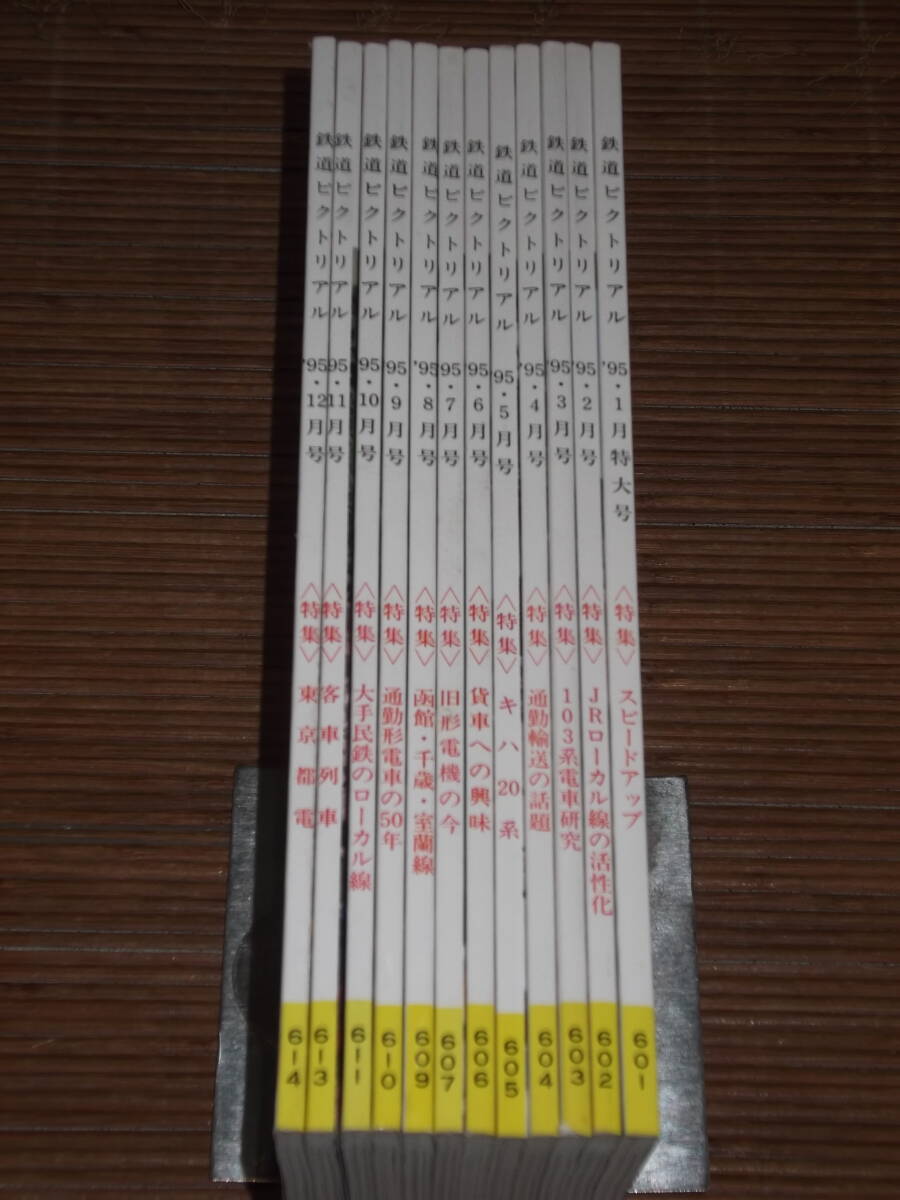 鉄道ピクトリアル '95・12月号 〈特集〉東京都電 614
鉄道ピクトリアル '95・11月号 〈特集〉客車列車 613
鉄道ピクトリアル '95・10月号 〈特集〉大手民鉄のローカル線 611
鉄道ピクトリアル '95・9月号 〈特集〉通勤形電車の50年 610
鉄道ピクトリアル '95・8月号 〈特集〉函館・千歳・室蘭線 609
鉄道ピクトリアル '95・7月号 〈特集〉旧形電機の今 607
鉄道ピクトリアル '95・6月号 〈特集〉貨車への興味 606
鉄道ピクトリアル '95・5月号 〈特集〉キハ20系 605
鉄道ピクトリアル '95・4月号 〈特集〉通勤輸送の話題 604
鉄道ピクトリアル '95・3月号 〈特集〉103系電車研究 603
鉄道ピクトリアル '95・2月号 〈特集〉JRローカル線の活性化 602
鉄道ピクトリアル '95・1月特大号 〈特集〉スピードアップ 601